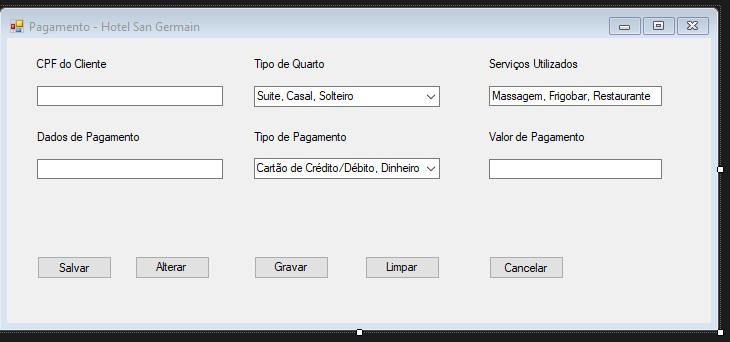 Pagamento - Hotel San Germain
CPF do Cliente
Tipo de Quarto
Serviços Utilizados
Suite, Casal, Solteiro
Massagem, Frigobar, Restaurante
Dados de Pagamento
Tipo de Pagamento
Valor de Pagamento
Cartão de Crédito/Débito, Dinheiro
Salvar
Alterar
Gravar
Limpar
Cancelar